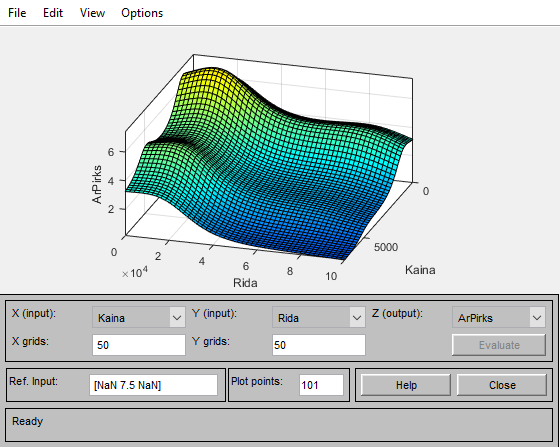 File Edit View Options
6
4
2
ArPirks
0
2
4
6
8
10
×10⁴
Rida
0
5000
Kaina
X (input): Kaina Y (input): Rida Z (output): ArPirks
X grids: 50 Y grids: 50 Evaluate
Ref. Input: [NaN 7.5 NaN] Plot points: 101 Help Close
Ready